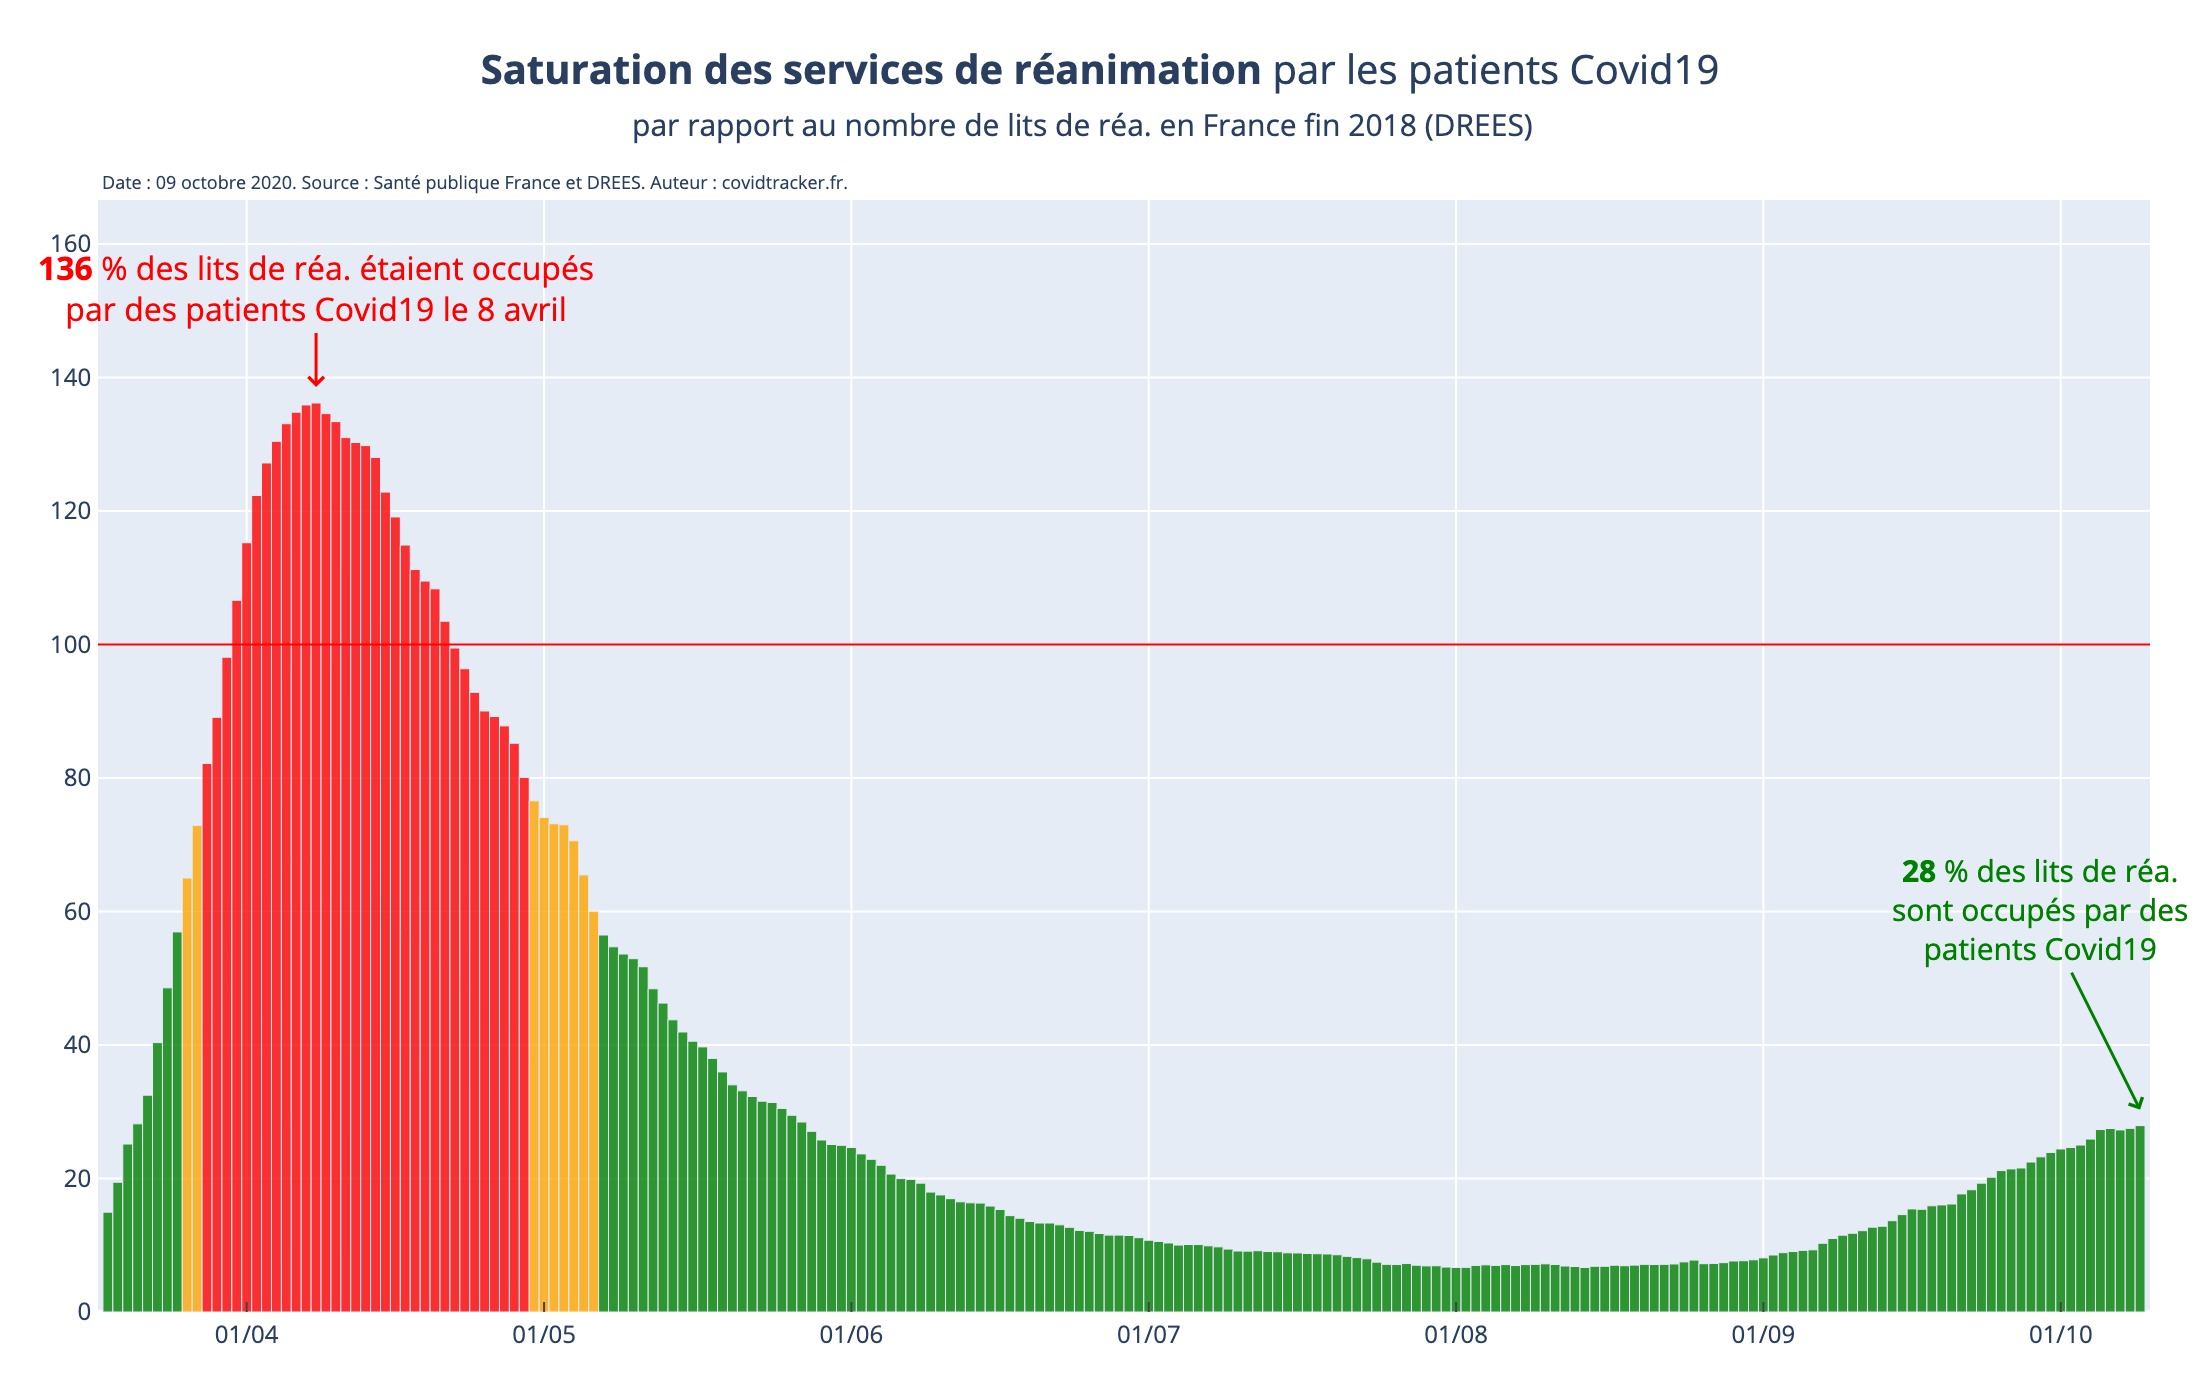 Saturation des services de réanimation par les patients Covid19
par rapport au nombre de lits de réa. en France fin 2018 (DREES)
Date : 09 octobre 2020. Source : Santé publique France et DREES. Auteur : covidtracker.fr.
160
136 % des lits de réa. étaient occupés
par des patients Covid19 le 8 avril
140
120
100
80
28 % des lits de réa.
sont occupés par des
patients Covid19
60
40
20
0
01/04 01/05 01/06 01/07 01/08 01/09 01/10